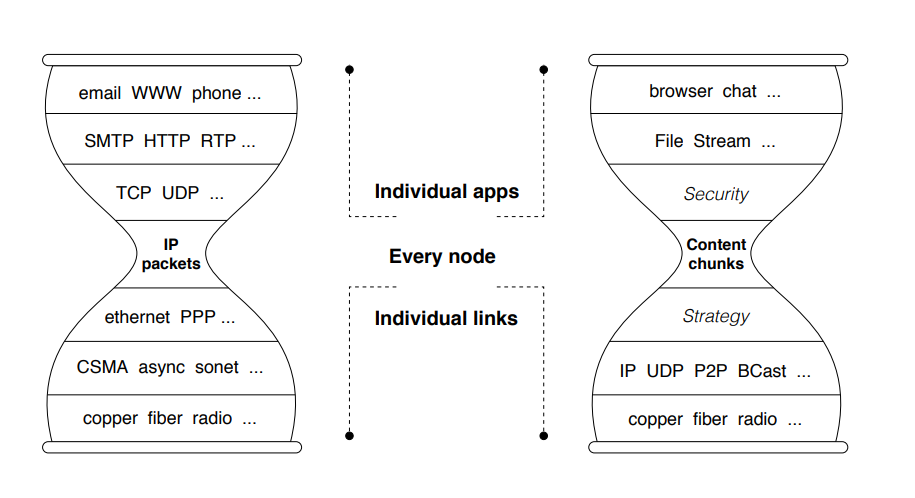 email WWW phone ...
SMTP HTTP RTP ...
TCP UDP ...
IP
packets
ethernet PPP ...
CSMA async sonet ...
copper fiber radio ...
Individual apps
Every node
Individual links
browser chat ...
File Stream ...
Security
Content
chunks
Strategy
IP UDP P2P BCast ...
copper fiber radio ...